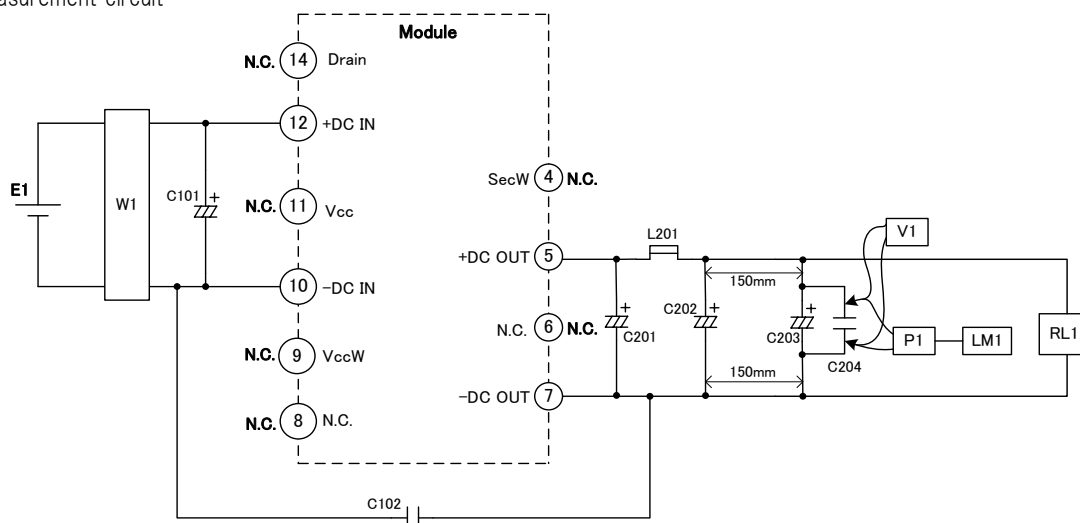 asurement circuit
Module
N.C. 14 Drain
12 +DC IN
SecW 4 N.C.
E1
W1
C101 +
N.C. 11 Vcc
V1
L201
+DC OUT 5
10 -DC IN
150mm
+
C201
+
C202
+
C203
C204
P1
LM1
RL1
N.C. 6 N.C.
N.C. 9 VccW
150mm
-DC OUT 7
N.C. 8 N.C.
C102